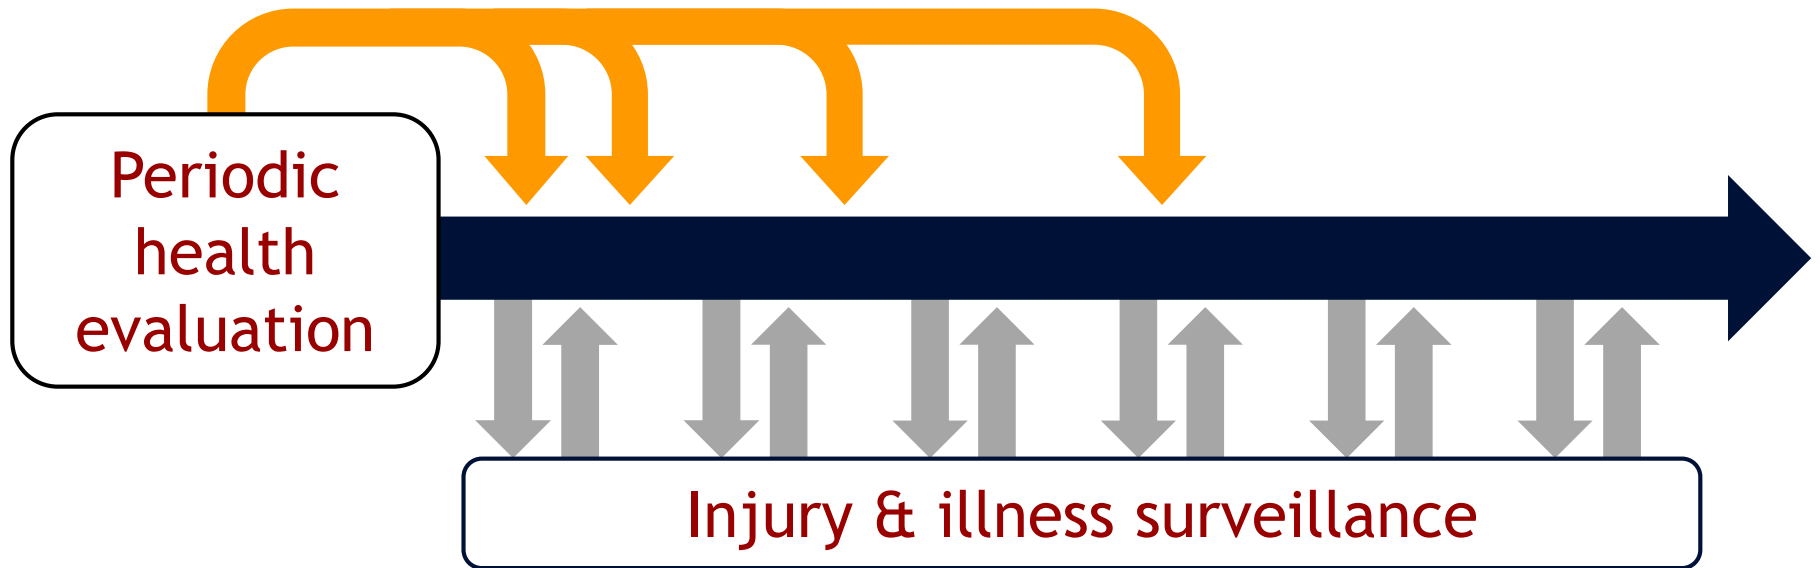 Periodic
health
evaluation
Injury & illness surveillance